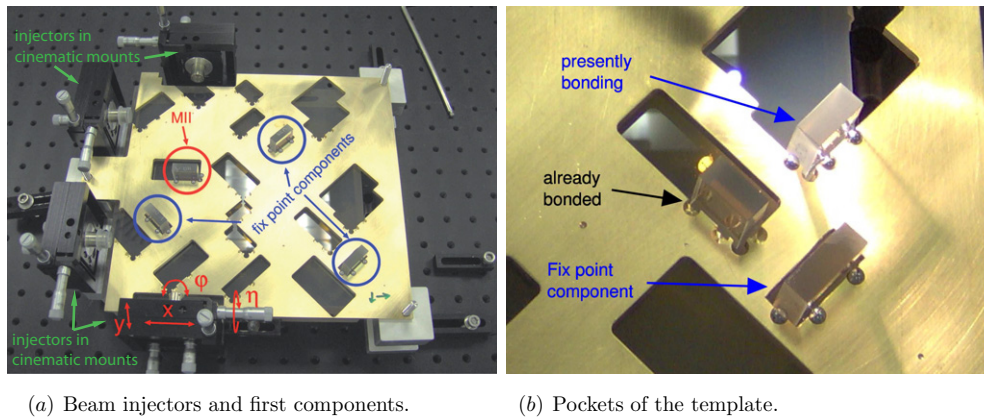 injectors in
cinematic mounts
MII
fix point components
φ
η
x
y
injectors in
cinematic mounts
presently
bonding
already
bonded
Fix point
component
(a) Beam injectors and first components.
(b) Pockets of the template.